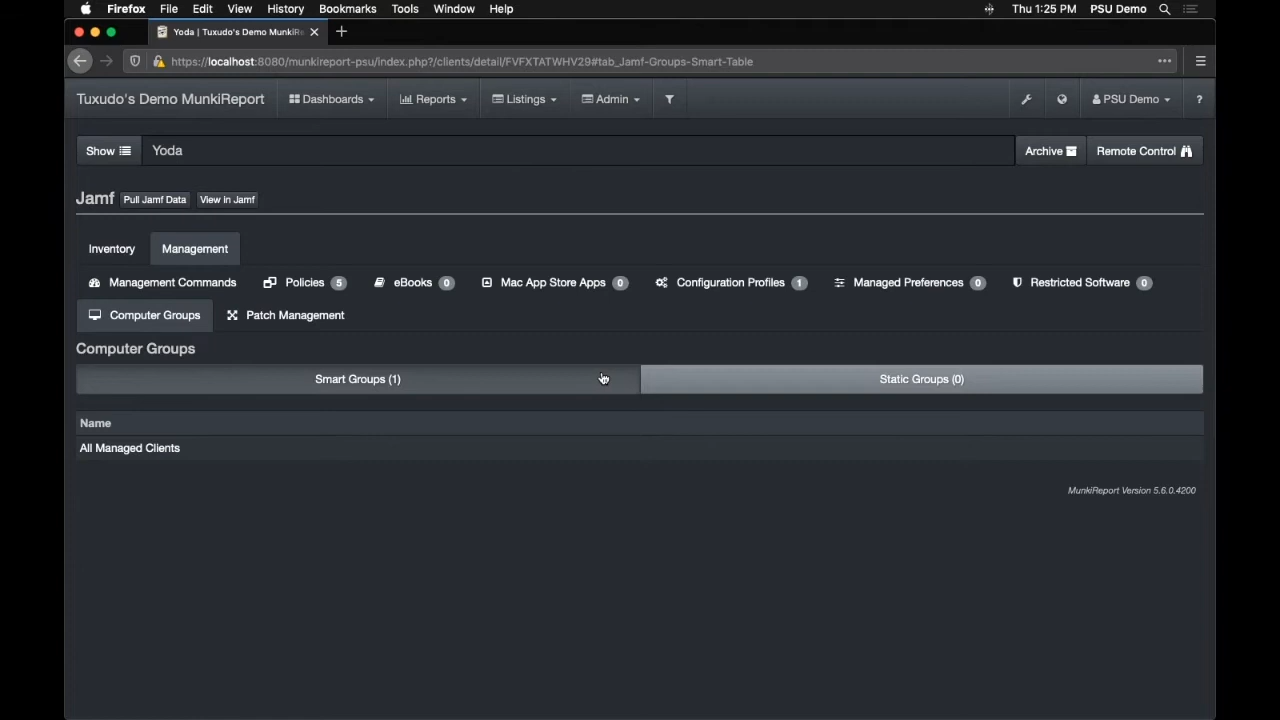 Firefox File Edit View History Bookmarks Tools Window Help Thu 1:25 PM PSU Demo
Yoda | Tuxudo's Demo MunkiRe
https://localhost:8080/munkireport-psu/index.php?/clients/detail/FVFXTATWHV29#tab_Jamf-Groups-Smart-Table
Tuxudo's Demo MunkiReport Dashboards Reports Listings Admin PSU Demo ?
Show Yoda Archive Remote Control
Jamf Pull Jamf Data View in Jamf
Inventory Management
Management Commands Policies 5 eBooks 0 Mac App Store Apps 0 Configuration Profiles 1 Managed Preferences 0 Restricted Software 0
Computer Groups Patch Management
Computer Groups
Smart Groups (1) Static Groups (0)
Name
All Managed Clients
MunkiReport Version 5.6.0.4200